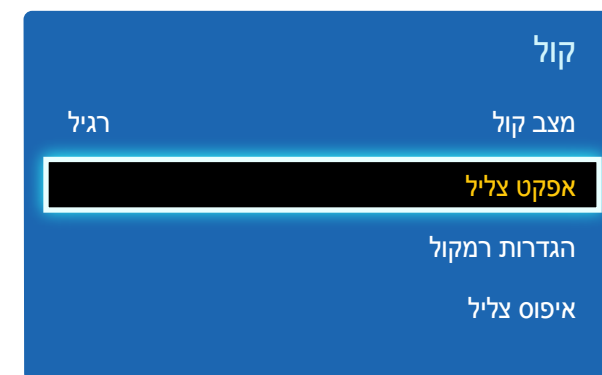 קול
מצב קול רגיל
אפקט צליל
הגדרות רמקול
איפוס צליל